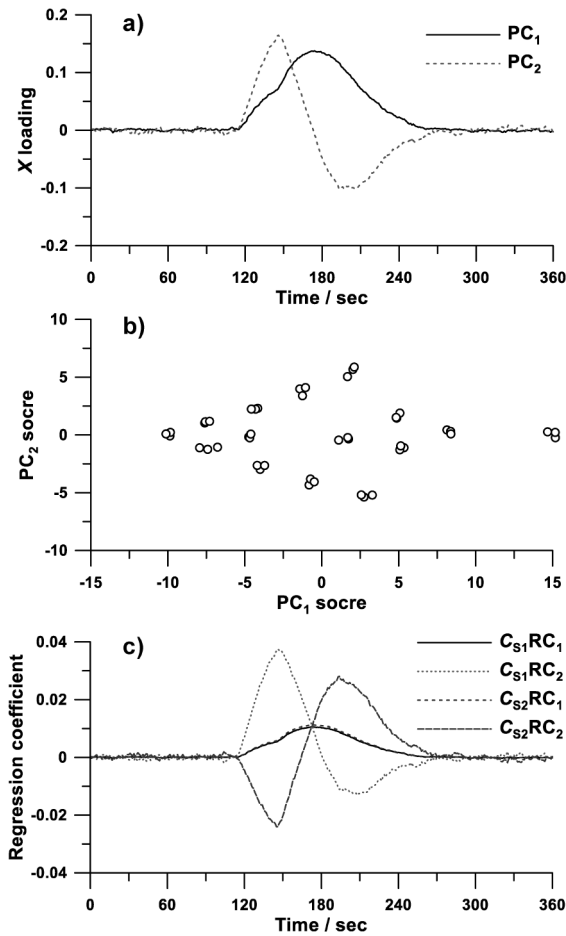 a)
PC1
PC2
X loading
0.2
0.1
0
-0.1
-0.2
0 60 120 180 240 300 360
Time / sec
b)
PC2 socre
10
5
0
-5
-10
-15 -10 -5 0 5 10 15
PC1 socre
c)
CS1RC1
CS1RC2
CS2RC1
CS2RC2
Regression coefficient
0.04
0.02
0
-0.02
-0.04
0 60 120 180 240 300 360
Time / sec